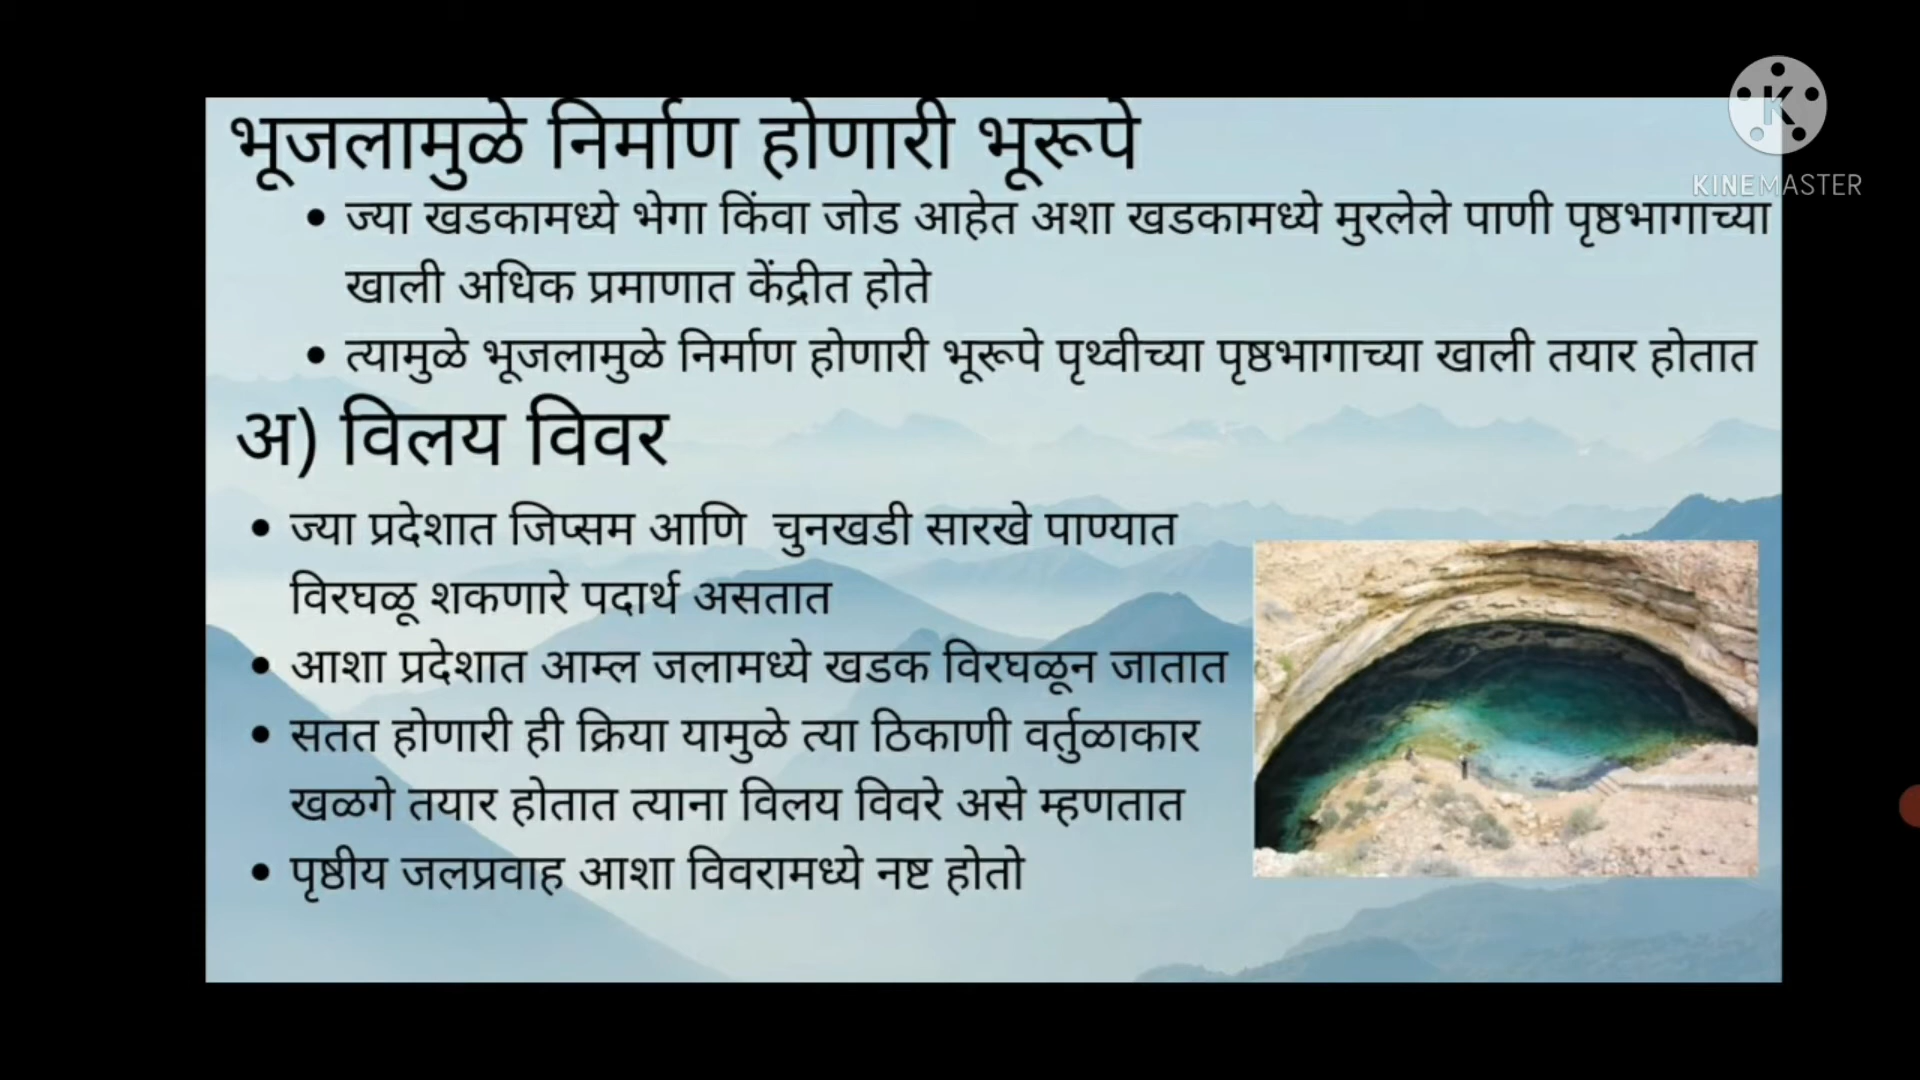 भूजलामुळे निर्माण होणारी भूरूपे
• ज्या खडकामध्ये भेगा किंवा जोड आहेत अशा खडकामध्ये मुरलेले पाणी पृष्ठभागाच्या
खाली अधिक प्रमाणात केंद्रीत होते
• त्यामुळे भूजलामुळे निर्माण होणारी भूरूपे पृथ्वीच्या पृष्ठभागाच्या खाली तयार होतात
अ) विलय विवर
• ज्या प्रदेशात जिप्सम आणि चुनखडी सारखे पाण्यात
विरघळू शकणारे पदार्थ असतात
• आशा प्रदेशात आम्ल जलामध्ये खडक विरघळून जातात
• सतत होणारी ही क्रिया यामुळे त्या ठिकाणी वर्तुळाकार
खळगे तयार होतात त्याना विलय विवरे असे म्हणतात
• पृष्ठीय जलप्रवाह आशा विवरामध्ये नष्ट होतो
K
KINEMASTER